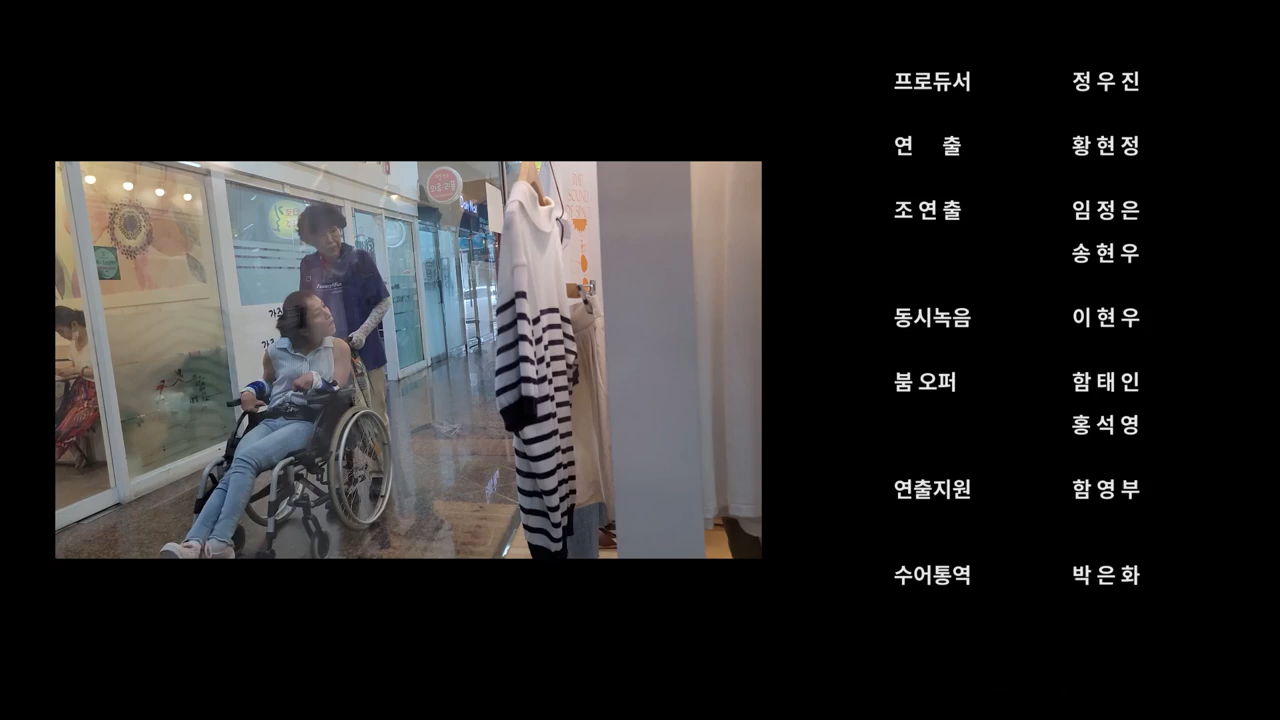 프로듀서 정 우 진
연 출 황 현 정
조 연 출 임 정 은
송 현 우
동시녹음 이 현 우
붐 오퍼 함 태 인
홍 석 영
연출지원 함 영 부
수어통역 박 은 화
THE
SOUND